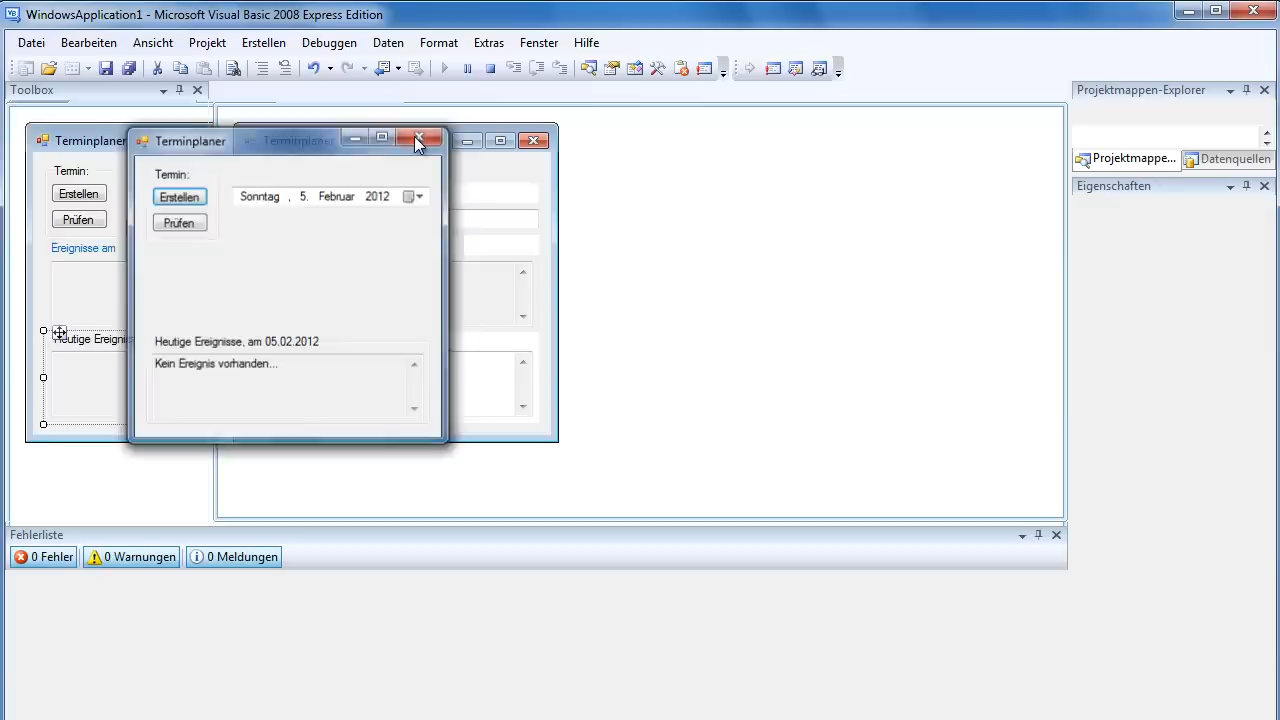 WindowsApplication1 - Microsoft Visual Basic 2008 Express Edition
Datei Bearbeiten Ansicht Projekt Erstellen Debuggen Daten Format Extras Fenster Hilfe
Toolbox
Projektmappen-Explorer
Terminplaner
Terminplaner
Terminplaner
Termin:
Erstellen
Prüfen
Ereignisse am
Heutige Ereignis
Termin:
Erstellen
Sonntag , 5. Februar 2012
Prüfen
Heutige Ereignisse, am 05.02.2012
Kein Ereignis vorhanden...
Projektmappe... Datenquellen
Eigenschaften
Fehlerliste
0 Fehler 0 Warnungen 0 Meldungen